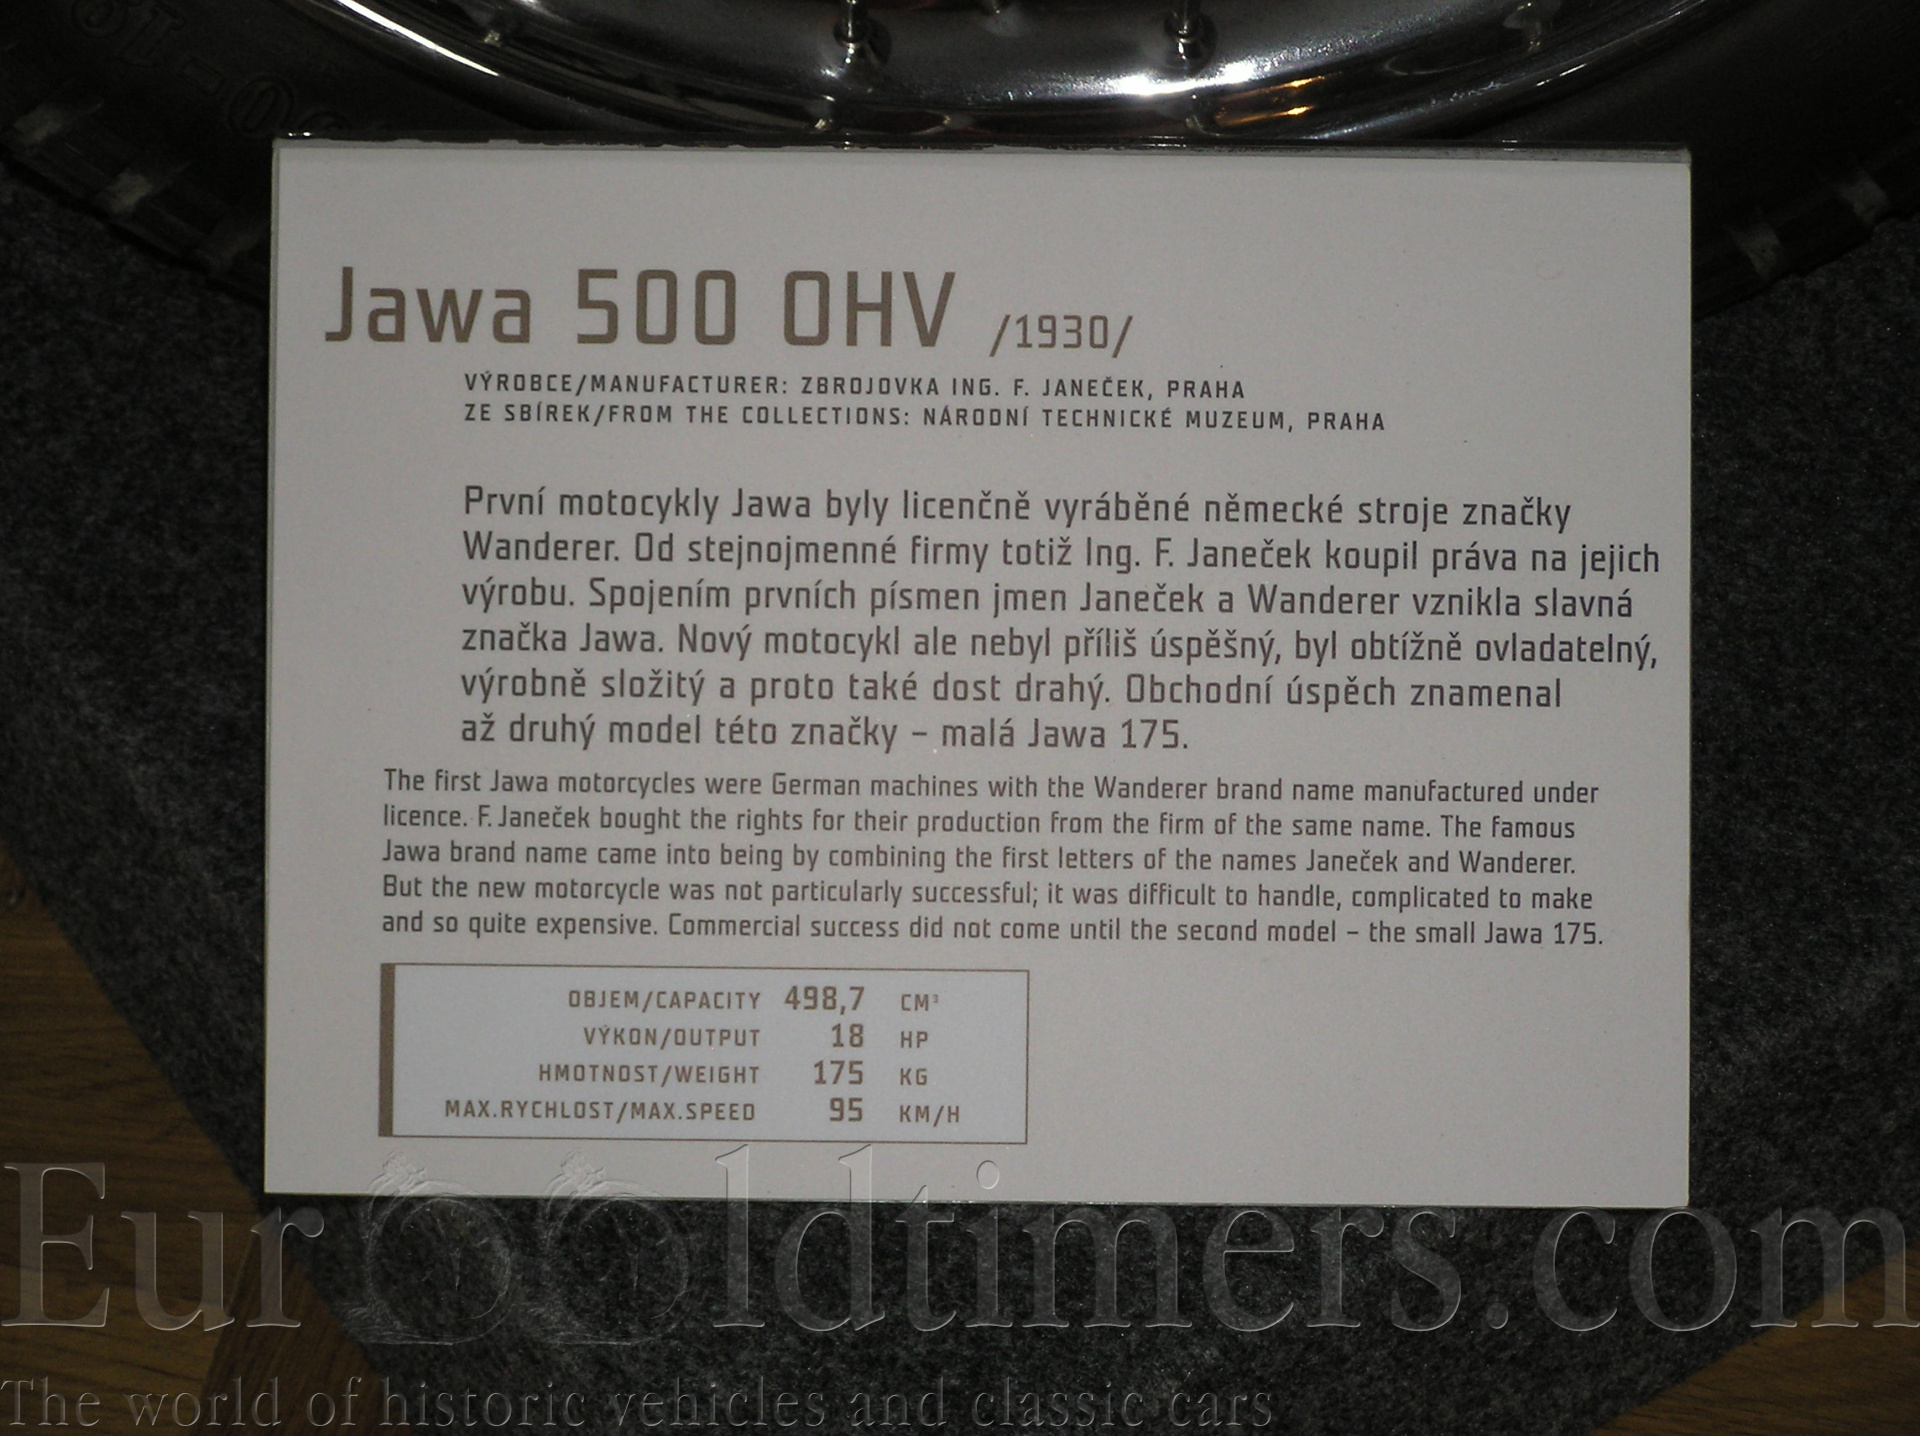 Jawa 500 OHV /1930/
VÝROBCE/MANUFACTURER: ZBROJOVKA ING. F. JANEČEK, PRAHA
ZE SBÍREK/FROM THE COLLECTIONS: NÁRODNÍ TECHNICKÉ MUZEUM, PRAHA
První motocykly Jawa byly licenčně vyráběné německé stroje značky
Wanderer. Od stejnojmenné firmy totiž Ing. F. Janeček koupil práva na jejich
výrobu. Spojením prvních písmen jmen Janeček a Wanderer vznikla slavná
značka Jawa. Nový motocykl ale nebyl příliš úspěšný, byl obtížně ovladatelný,
výrobně složitý a proto také dost drahý. Obchodní úspěch znamenal
až druhý model této značky – malá Jawa 175.
The first Jawa motorcycles were German machines with the Wanderer brand name manufactured under
licence. F. Janeček bought the rights for their production from the firm of the same name. The famous
Jawa brand name came into being by combining the first letters of the names Janeček and Wanderer.
But the new motorcycle was not particularly successful; it was difficult to handle, complicated to make
and so quite expensive. Commercial success did not come until the second model – the small Jawa 175.
OBJEM/CAPACITY 498,7 CM³
VÝKON/OUTPUT 18 HP
HMOTNOST/WEIGHT 175 KG
MAX.RYCHLOST/MAX.SPEED 95 KM/H
EurOOldtimers.com
The world of historic vehicles and classic cars